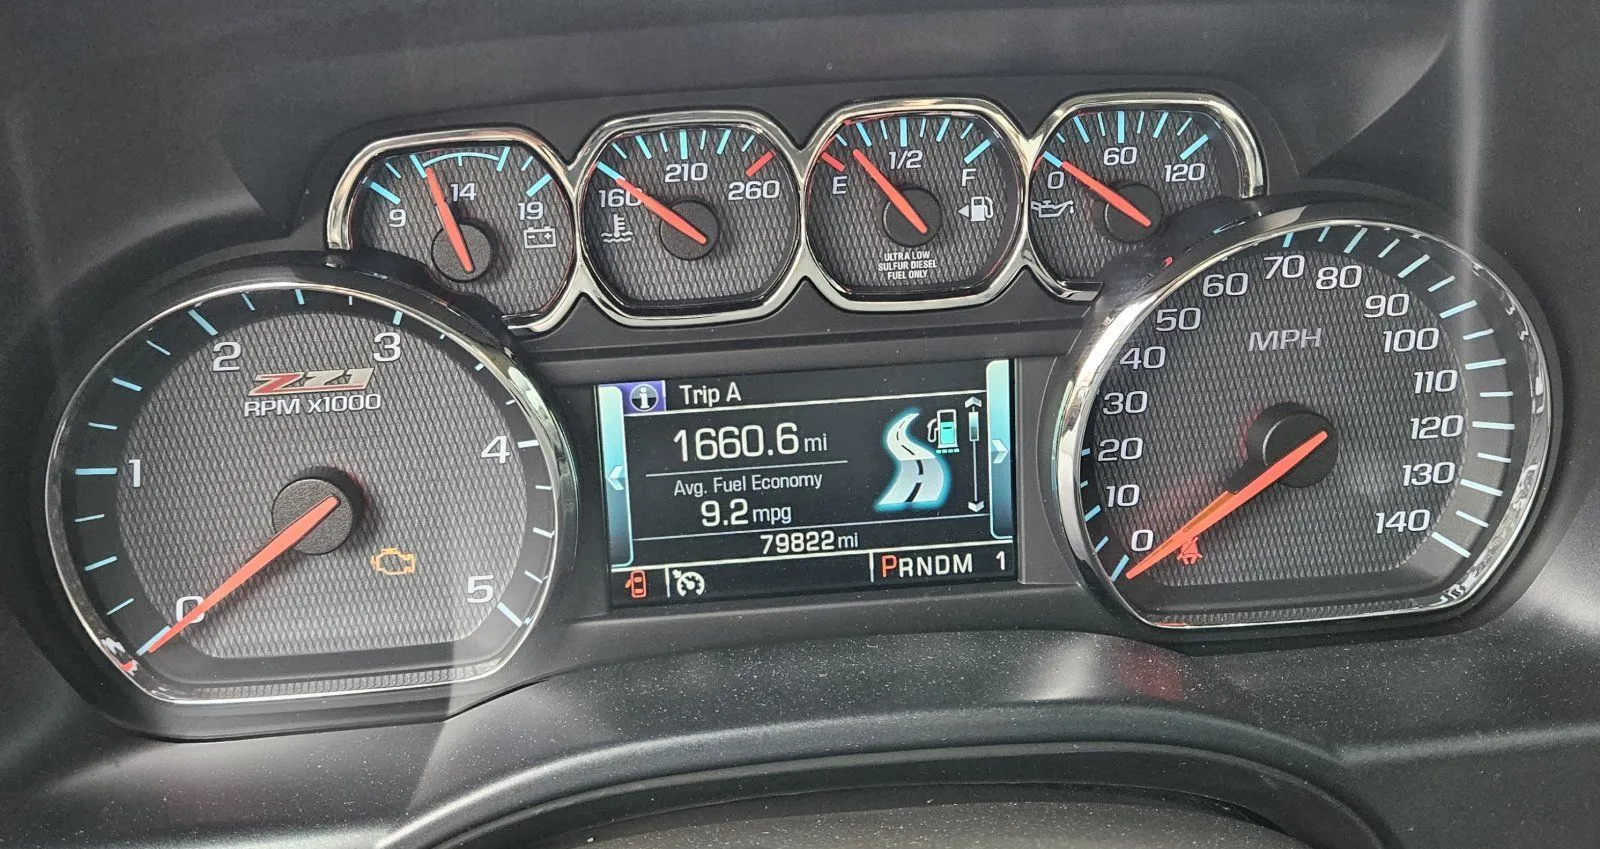 9 14 19
160 210 260
E 1/2 F
ULTRA LOW
SULFUR DIESEL
FUEL ONLY
0 60 120
0 1 2 3 4 5
Z71
RPM X1000
i Trip A
1660.6 mi
Avg. Fuel Economy
9.2 mpg
79822 mi
PRNDM 1
0 10 20 30 40 50 60 70 80 90 100 110 120 130 140
MPH